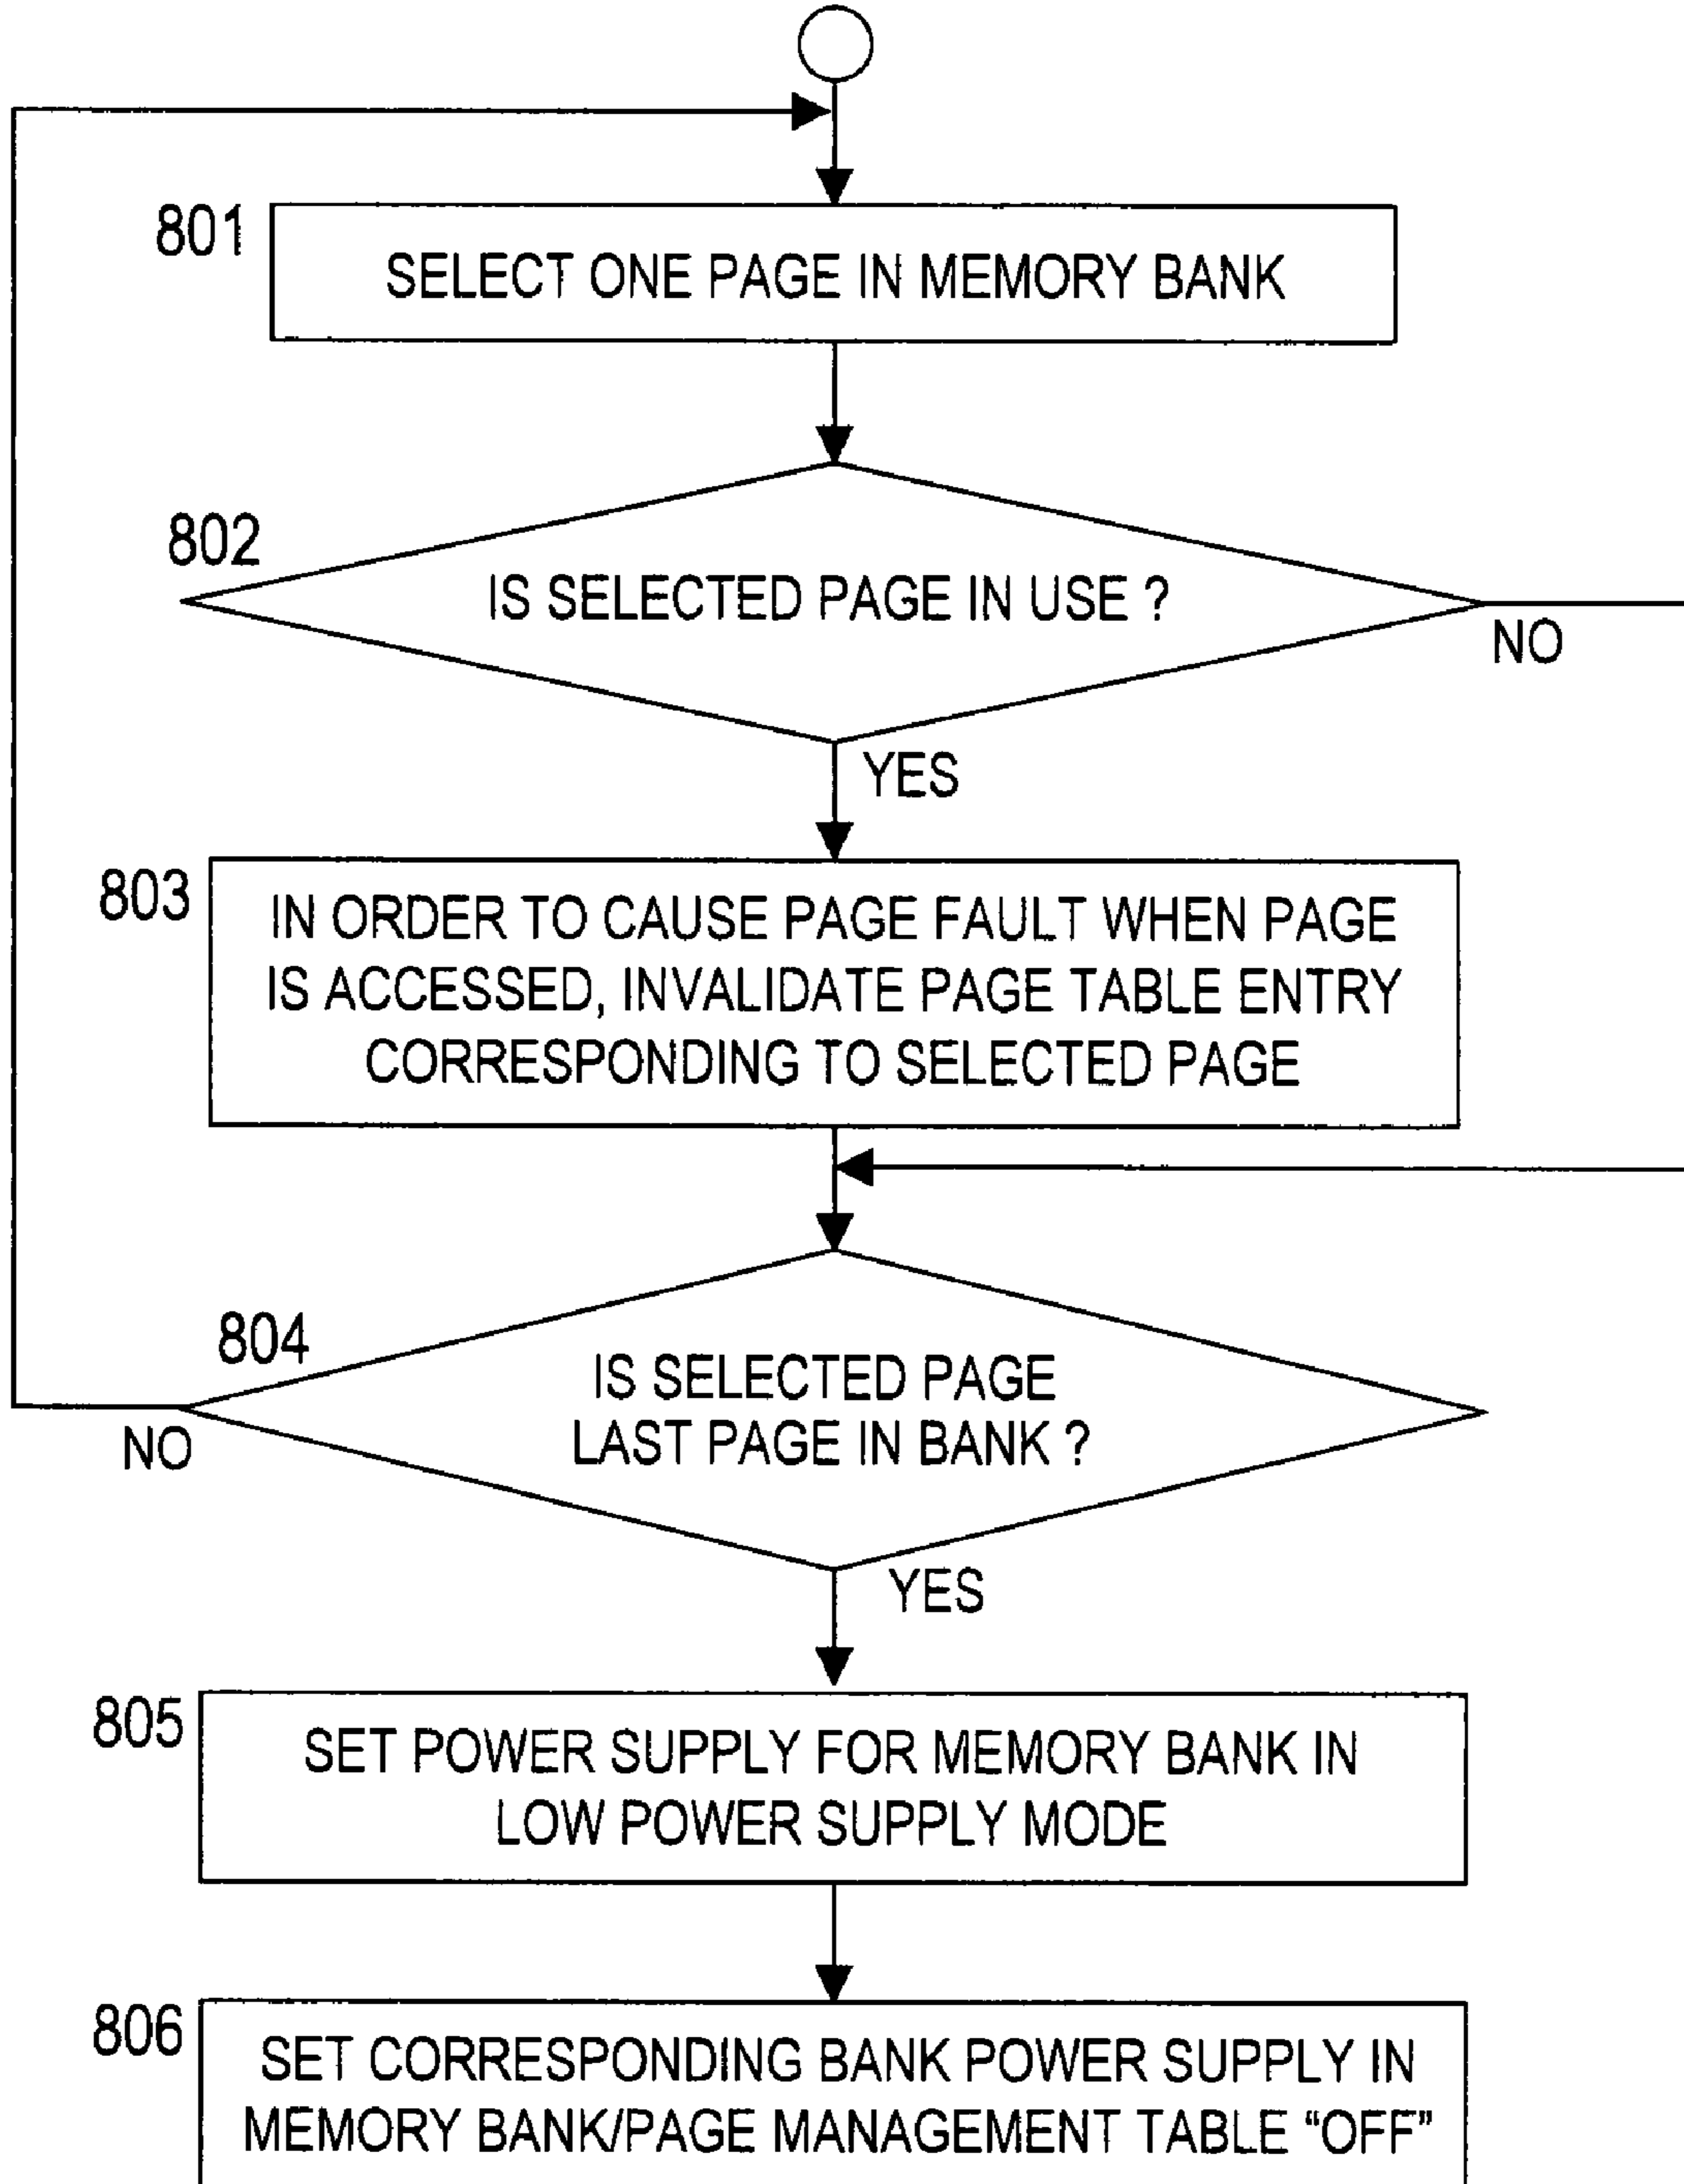 801
SELECT ONE PAGE IN MEMORY BANK
802
IS SELECTED PAGE IN USE ?
NO
YES
803
IN ORDER TO CAUSE PAGE FAULT WHEN PAGE
IS ACCESSED, INVALIDATE PAGE TABLE ENTRY
CORRESPONDING TO SELECTED PAGE
804
IS SELECTED PAGE
LAST PAGE IN BANK ?
NO
YES
805
SET POWER SUPPLY FOR MEMORY BANK IN
LOW POWER SUPPLY MODE
806
SET CORRESPONDING BANK POWER SUPPLY IN
MEMORY BANK/PAGE MANAGEMENT TABLE “OFF”